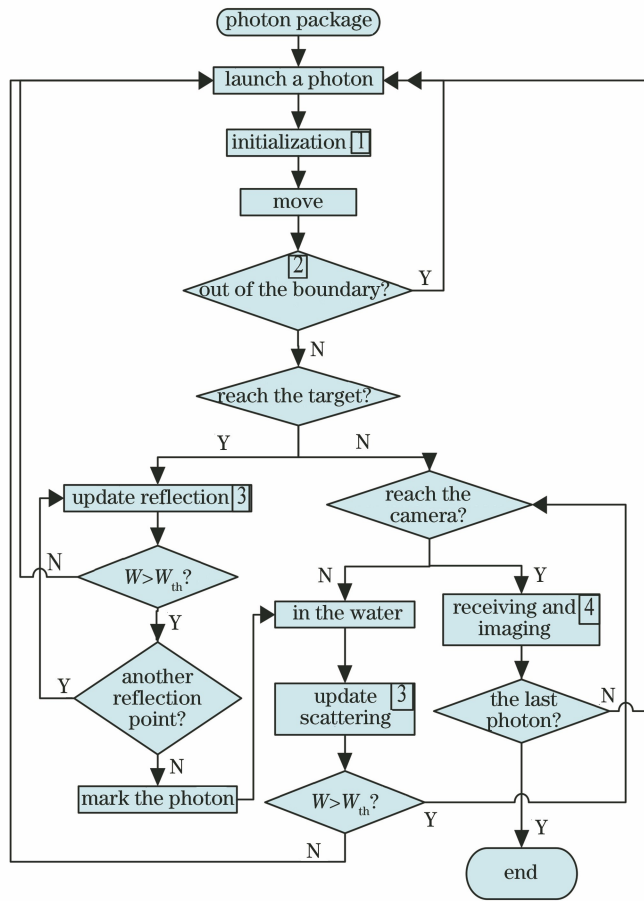 photon package
launch a photon
initialization 1
move
2
out of the boundary?
Y
N
reach the target?
Y
N
update reflection 3
reach the
camera?
N
W>Wth?
Y
N
Y
in the water
receiving and
imaging
4
another
reflection
point?
Y
N
update
scattering
3
the last
photon?
N
mark the photon
W>Wth?
Y
N
Y
end